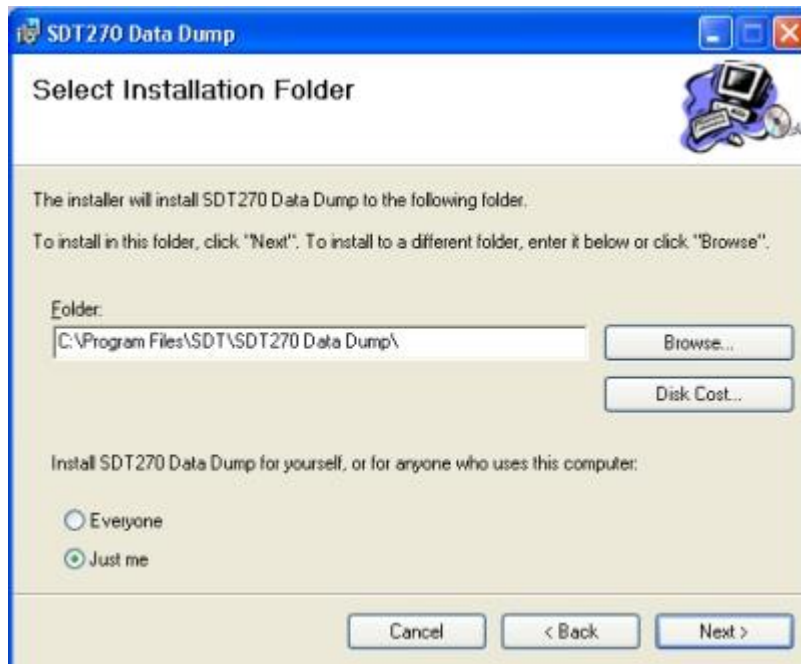 SDT270 Data Dump
Select Installation Folder
The installer will install SDT270 Data Dump to the following folder.
To install in this folder, click "Next". To install to a different folder, enter it below or click "Browse".
Folder:
C:\Program Files\SDT\SDT270 Data Dump\
Browse...
Disk Cost...
Install SDT270 Data Dump for yourself, or for anyone who uses this computer:
Everyone
Just me
Cancel
< Back
Next >